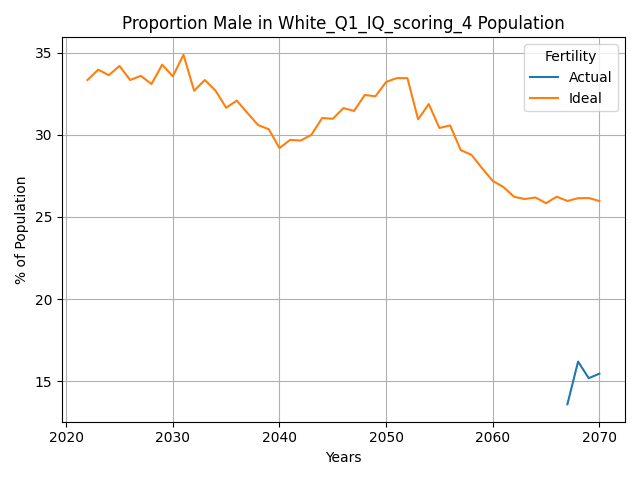 Proportion Male in White_Q1_IQ_scoring_4 Population
Fertility
Actual
Ideal
% of Population
35
30
25
20
15
2020
2030
2040
2050
2060
2070
Years